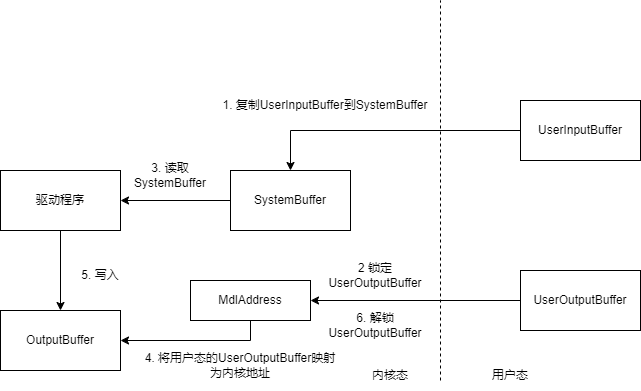 1. 复制UserInputBuffer到SystemBuffer
UserInputBuffer
3. 读取
SystemBuffer
驱动程序
SystemBuffer
5. 写入
2 锁定
UserOutputBuffer
MdlAddress
UserOutputBuffer
6. 解锁
UserOutputBuffer
OutputBuffer
4. 将用户态的UserOutputBuffer映射
为内核地址
内核态
用户态